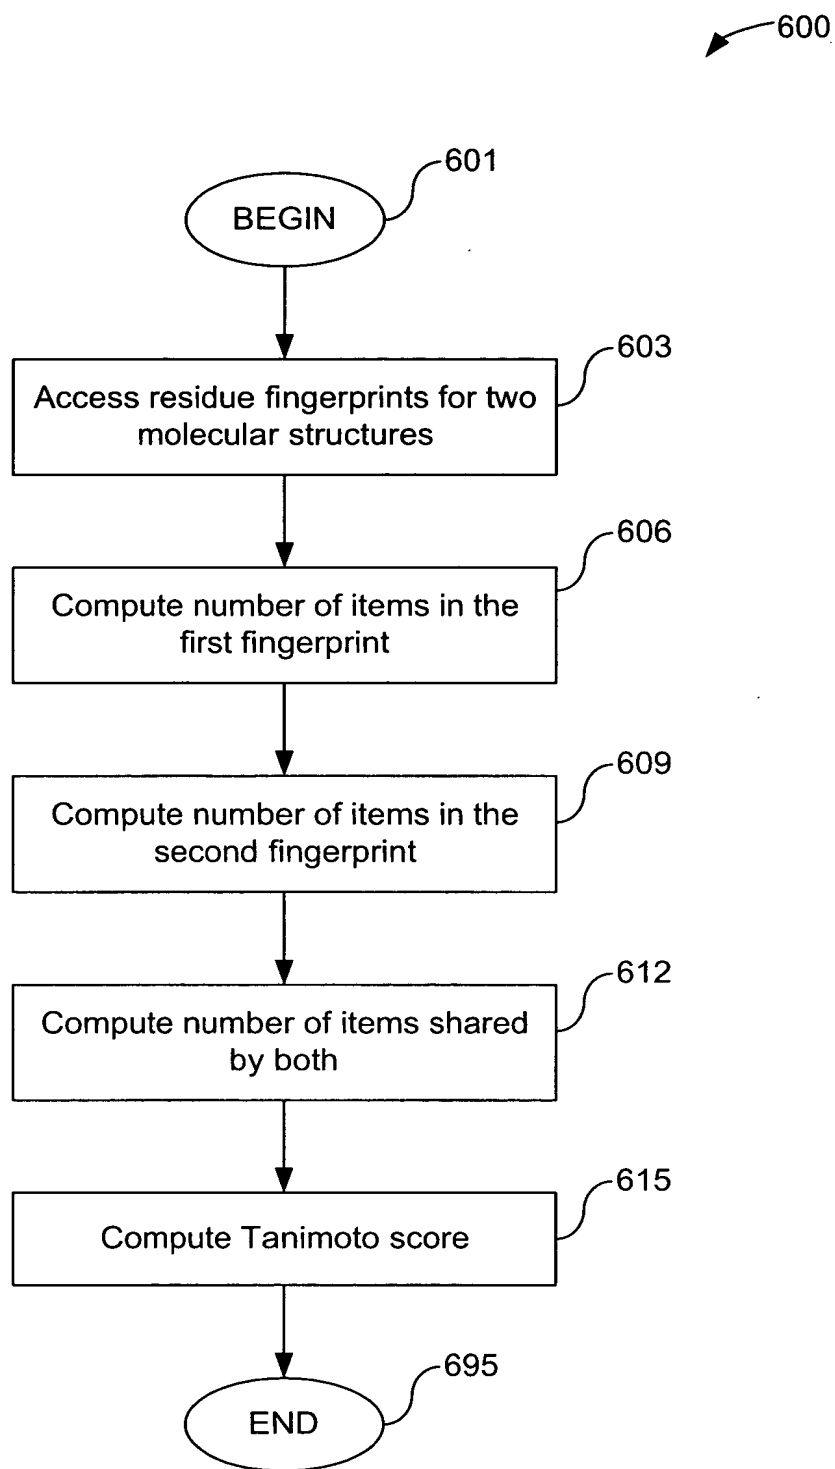 600
601
BEGIN
603
Access residue fingerprints for two
molecular structures
606
Compute number of items in the
first fingerprint
609
Compute number of items in the
second fingerprint
612
Compute number of items shared
by both
615
Compute Tanimoto score
695
END